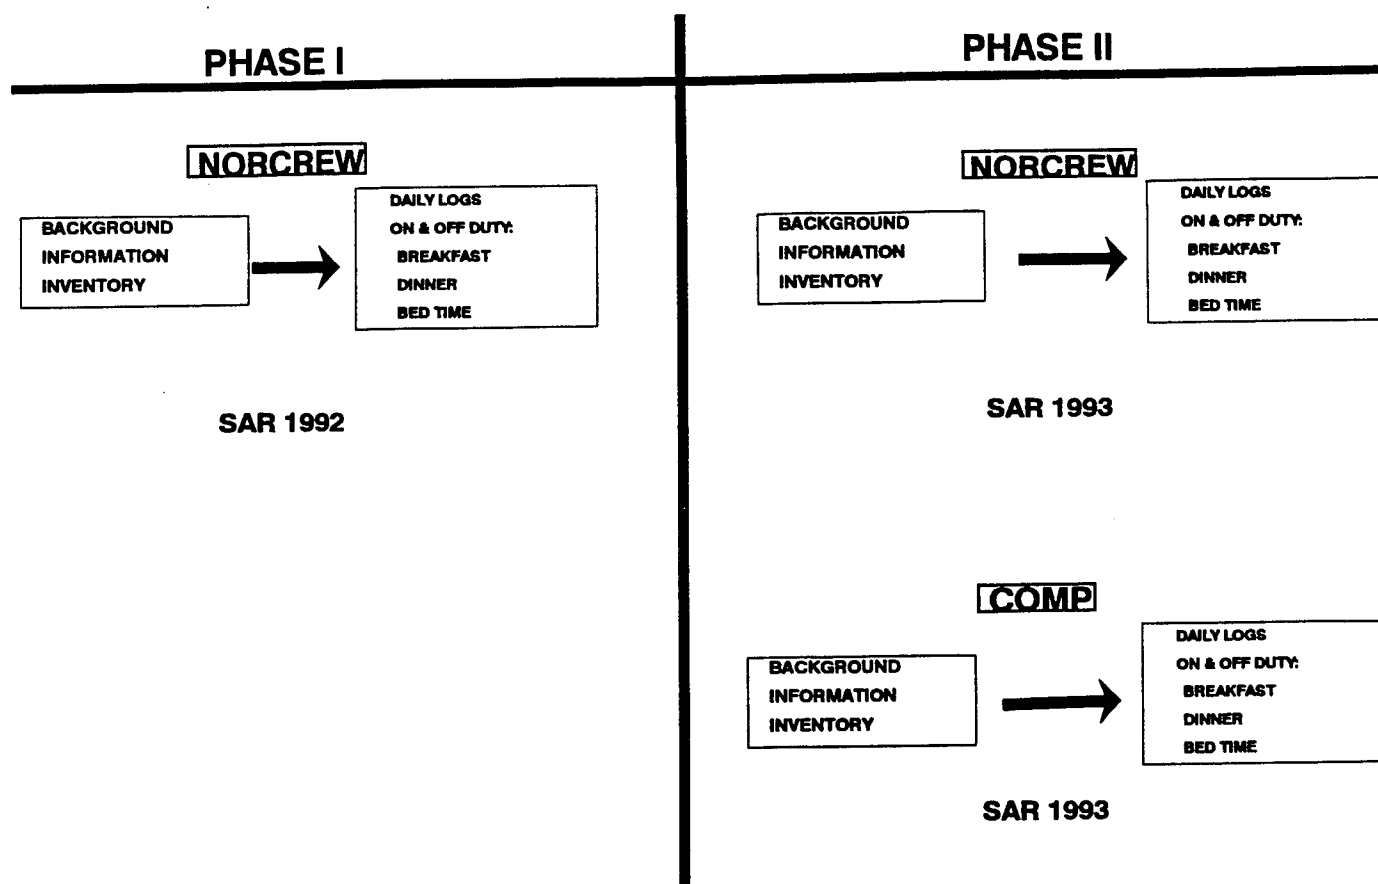 PHASE I
NORCREW
BACKGROUND
INFORMATION
INVENTORY
DAILY LOGS
ON & OFF DUTY:
BREAKFAST
DINNER
BED TIME
SAR 1992
PHASE II
NORCREW
BACKGROUND
INFORMATION
INVENTORY
DAILY LOGS
ON & OFF DUTY:
BREAKFAST
DINNER
BED TIME
SAR 1993
COMP
BACKGROUND
INFORMATION
INVENTORY
DAILY LOGS
ON & OFF DUTY:
BREAKFAST
DINNER
BED TIME
SAR 1993